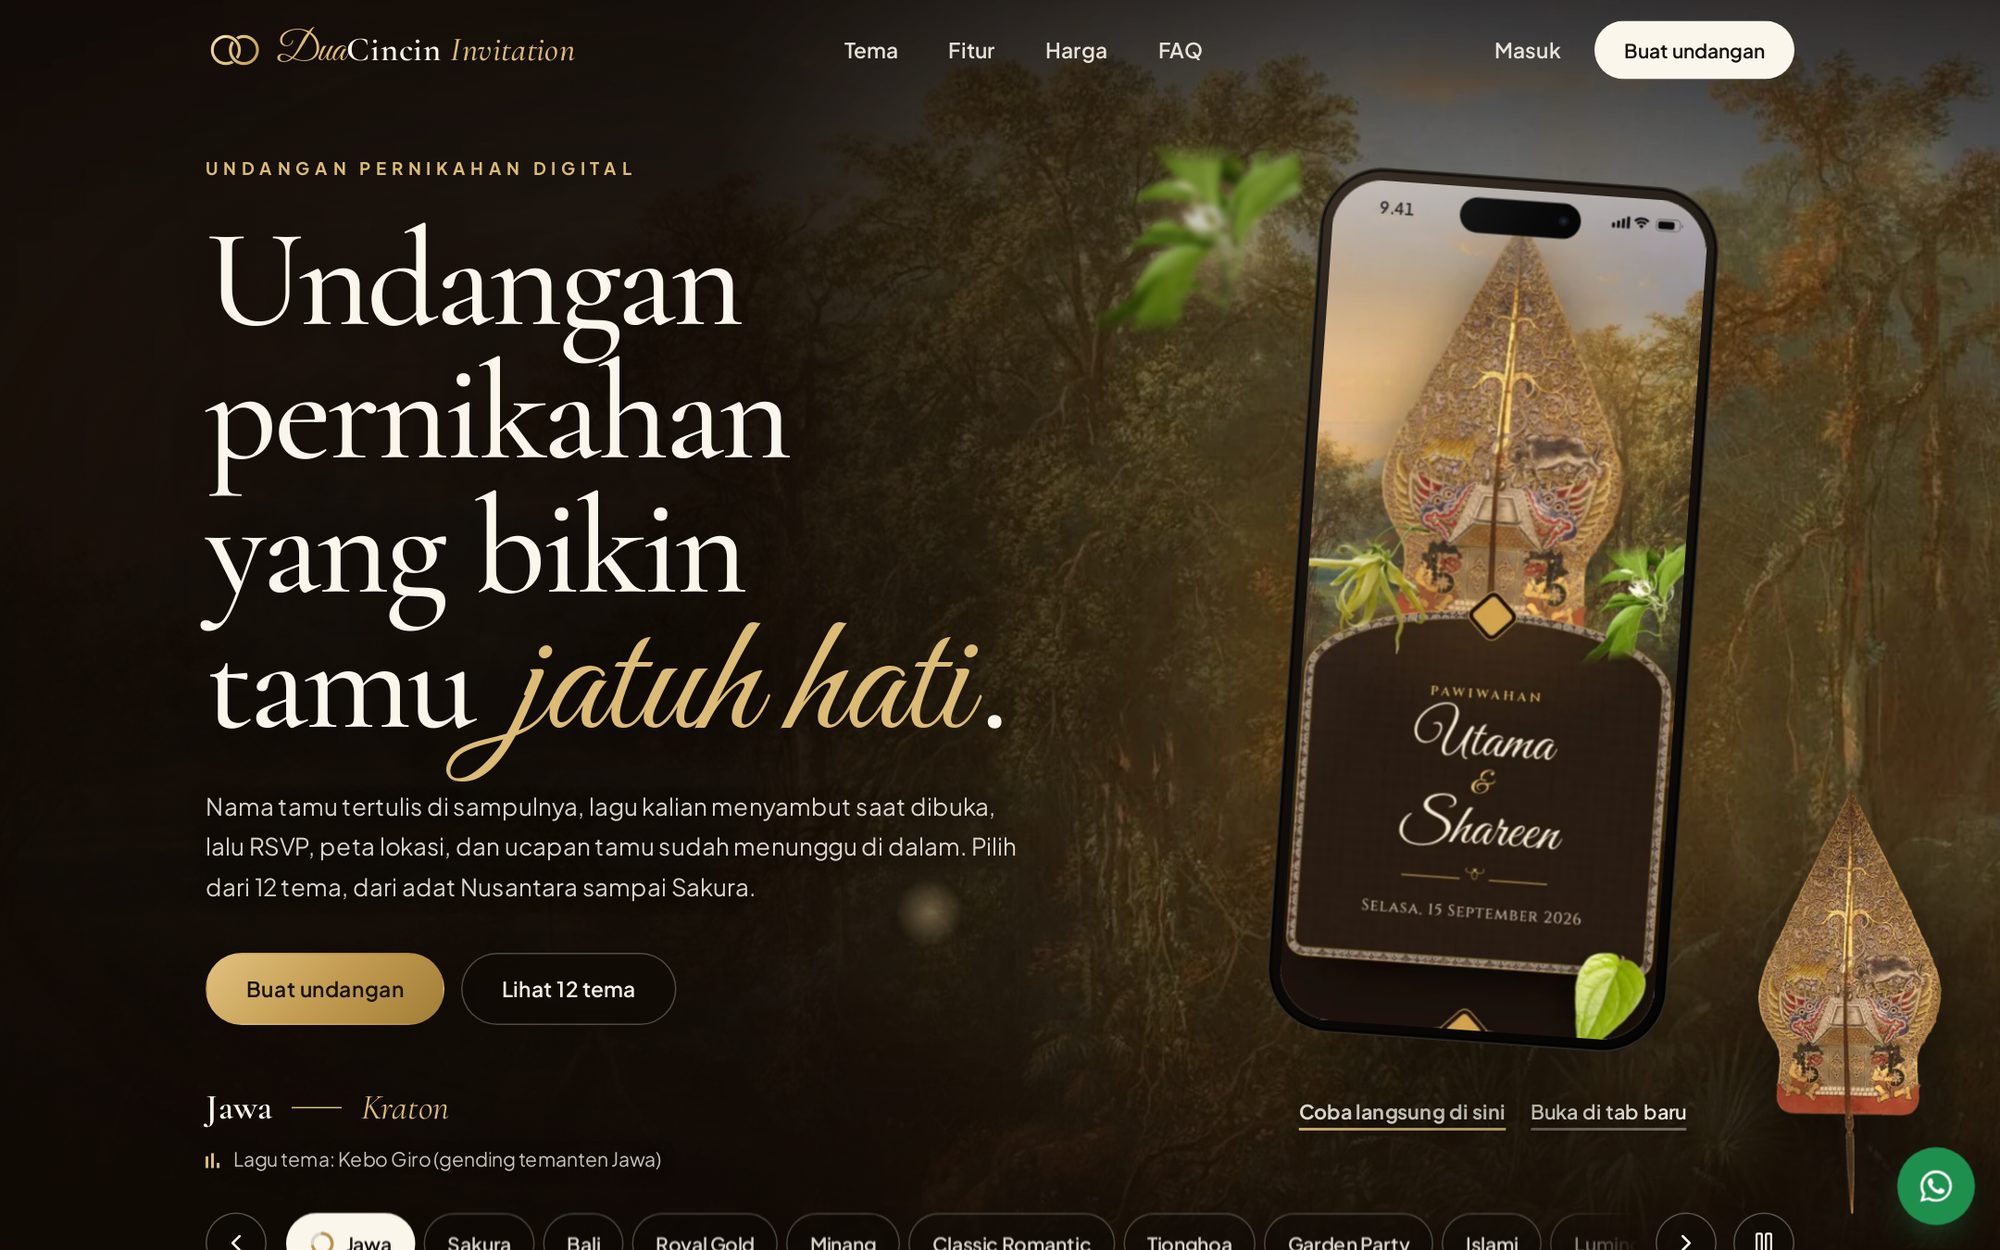 DuaCincin Invitation
Tema
Fitur
Harga
FAQ
Masuk
Buat undangan
UNDANGAN PERNIKAHAN DIGITAL
Undangan
pernikahan
yang bikin
tamu jatuh hati.
Nama tamu tertulis di sampulnya, lagu kalian menyambut saat dibuka,
lalu RSVP, peta lokasi, dan ucapan tamu sudah menunggu di dalam. Pilih
dari 12 tema, dari adat Nusantara sampai Sakura.
Buat undangan
Lihat 12 tema
9.41
PAWIWAHAN
Utama
&
Shareen
SELASA, 15 SEPTEMBER 2026
Jawa — Kraton
Lagu tema: Kebo Giro (gending temanten Jawa)
Coba langsung di sini
Buka di tab baru
Jawa
Sakura
Bali
Royal Gold
Minang
Classic Romantic
Tionghoa
Garden Party
Islami